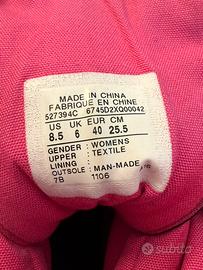 MADE IN CHINA
FABRIQUE EN CHINE
527394C 6745D2XQ00042
US UK EUR CM
8.5 6 40 25.5
GENDER : WOMENS
UPPER : TEXTILE
LINING :
OUTSOLE : MAN-MADE
7B 1106
subito